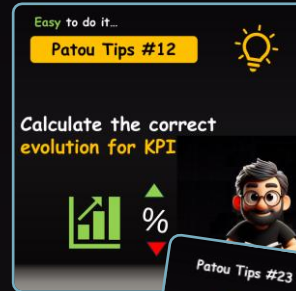 Easy to do it...
Patou Tips #12
Calculate the correct
evolution for KPI
%
Patou Tips #23